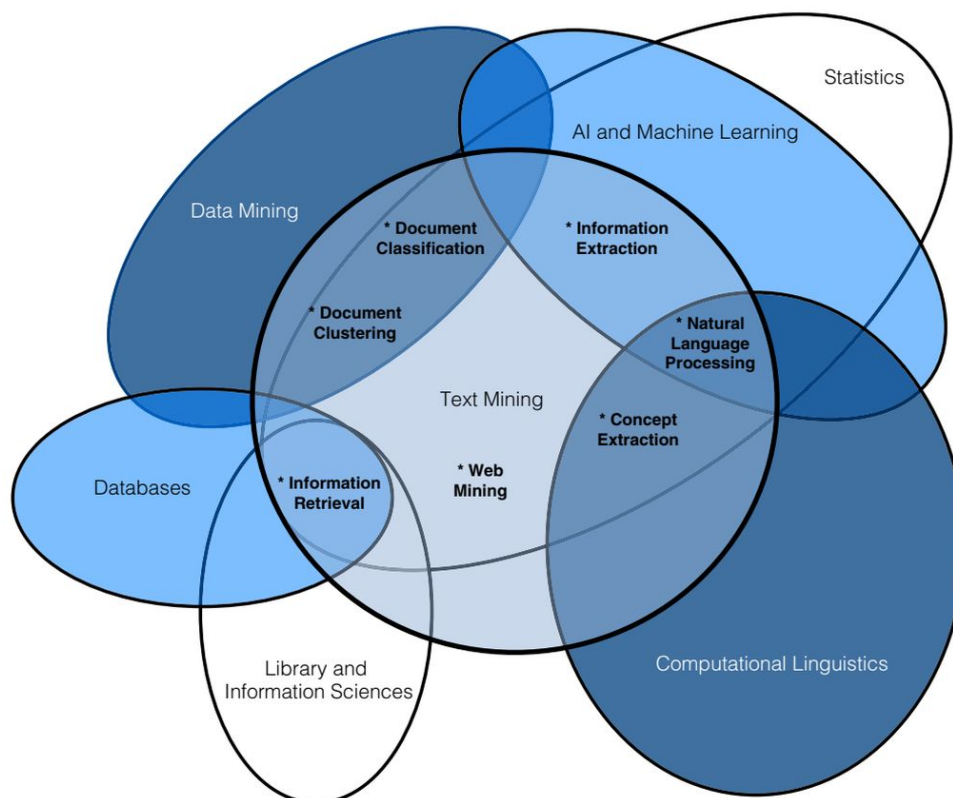 Statistics
AI and Machine Learning
Data Mining
* Document
Classification
* Information
Extraction
* Document
Clustering
* Natural
Language
Processing
Text Mining
* Concept
Extraction
* Web
Mining
Databases
* Information
Retrieval
Library and
Information Sciences
Computational Linguistics